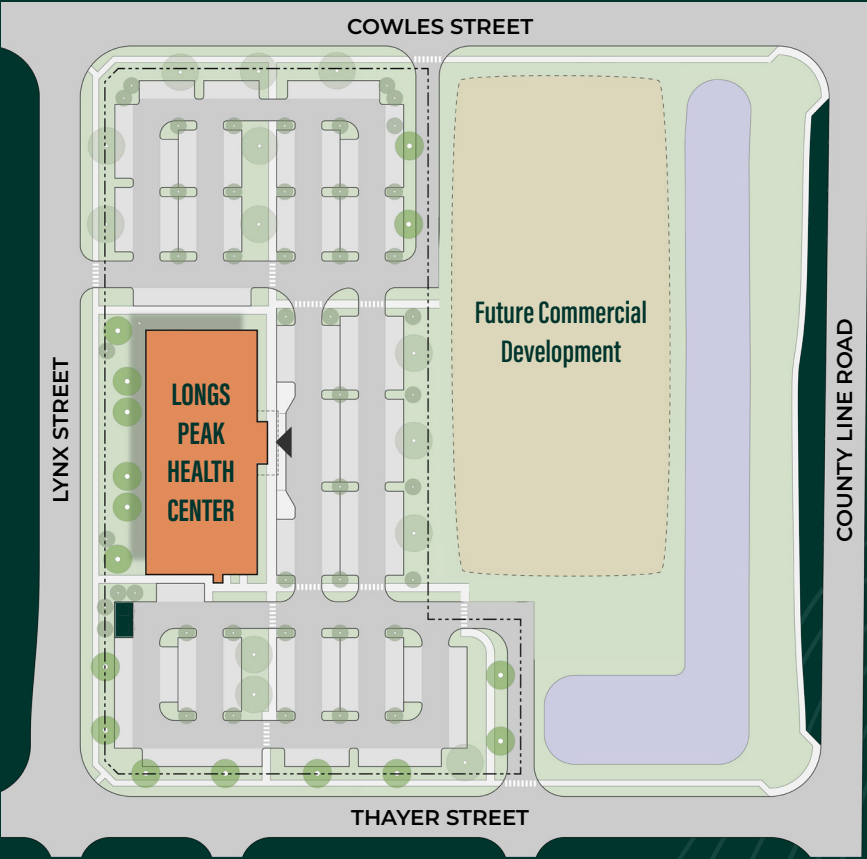 COWLES STREET
Future Commercial
Development
LONGS
PEAK
HEALTH
CENTER
LYNX STREET
COUNTY LINE ROAD
THAYER STREET